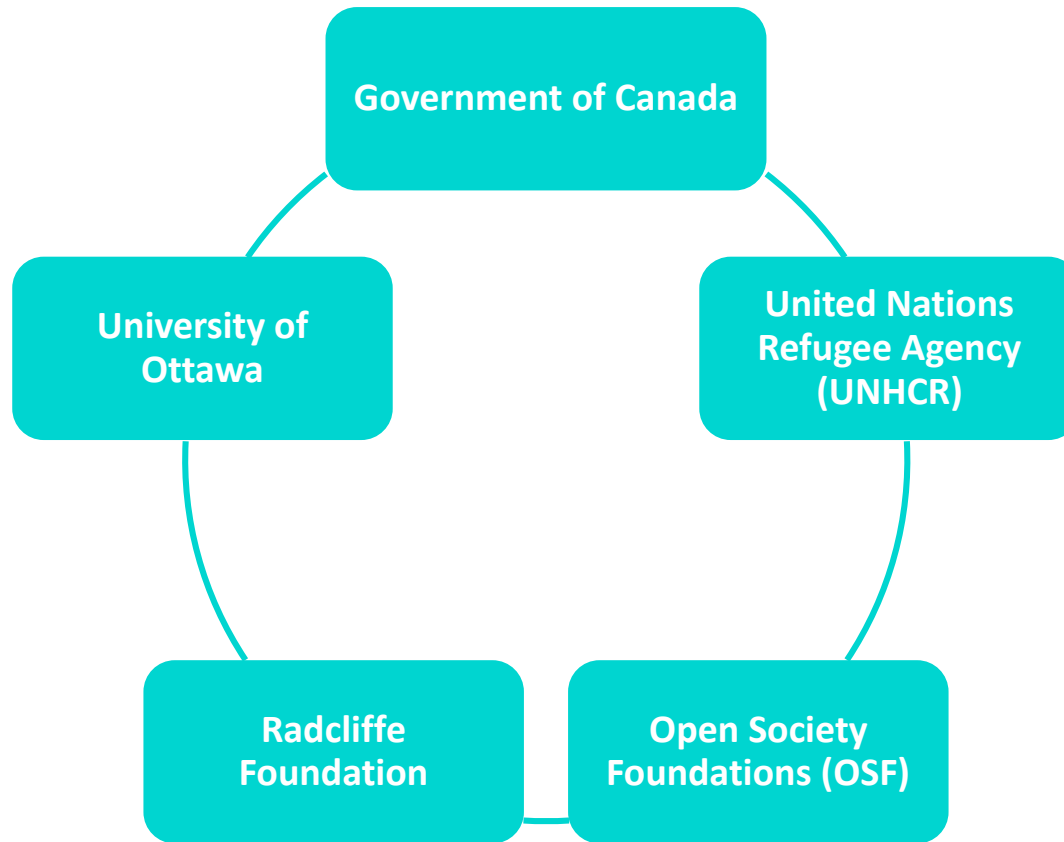 Government of Canada
University of
Ottawa
United Nations
Refugee Agency
(UNHCR)
Radcliffe
Foundation
Open Society
Foundations (OSF)